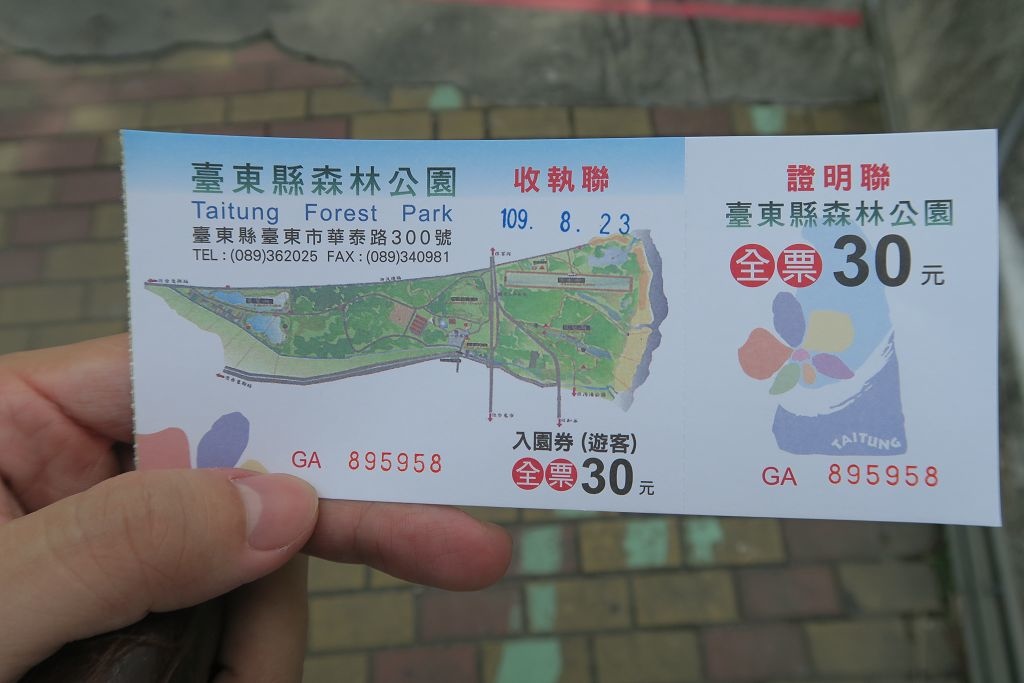 臺東縣森林公園
Taitung Forest Park
臺東縣臺東市華泰路300號
TEL : (089)362025 FAX : (089)340981
收執聯
109. 8. 23
入園券 (遊客)
全票30元
GA 895958
證明聯
臺東縣森林公園
全票30元
TAITUNG
GA 895958